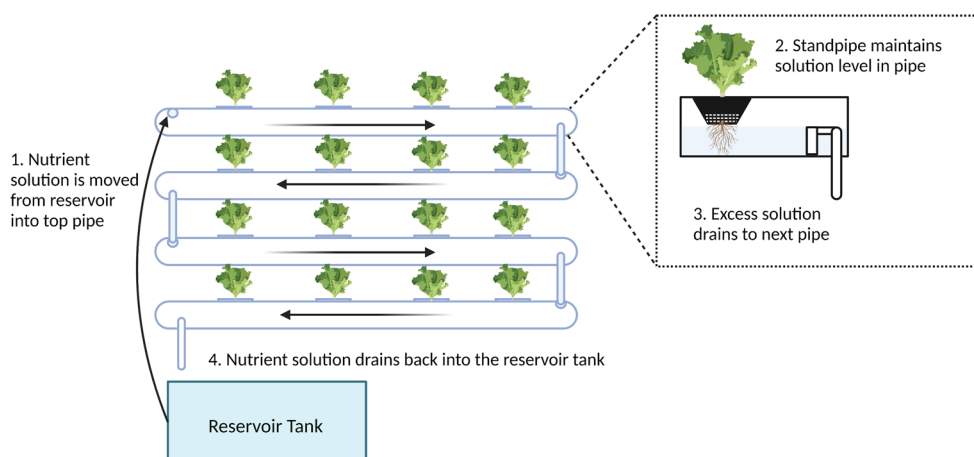 1. Nutrient
solution is moved
from reservoir
into top pipe
2. Standpipe maintains
solution level in pipe
3. Excess solution
drains to next pipe
4. Nutrient solution drains back into the reservoir tank
Reservoir Tank